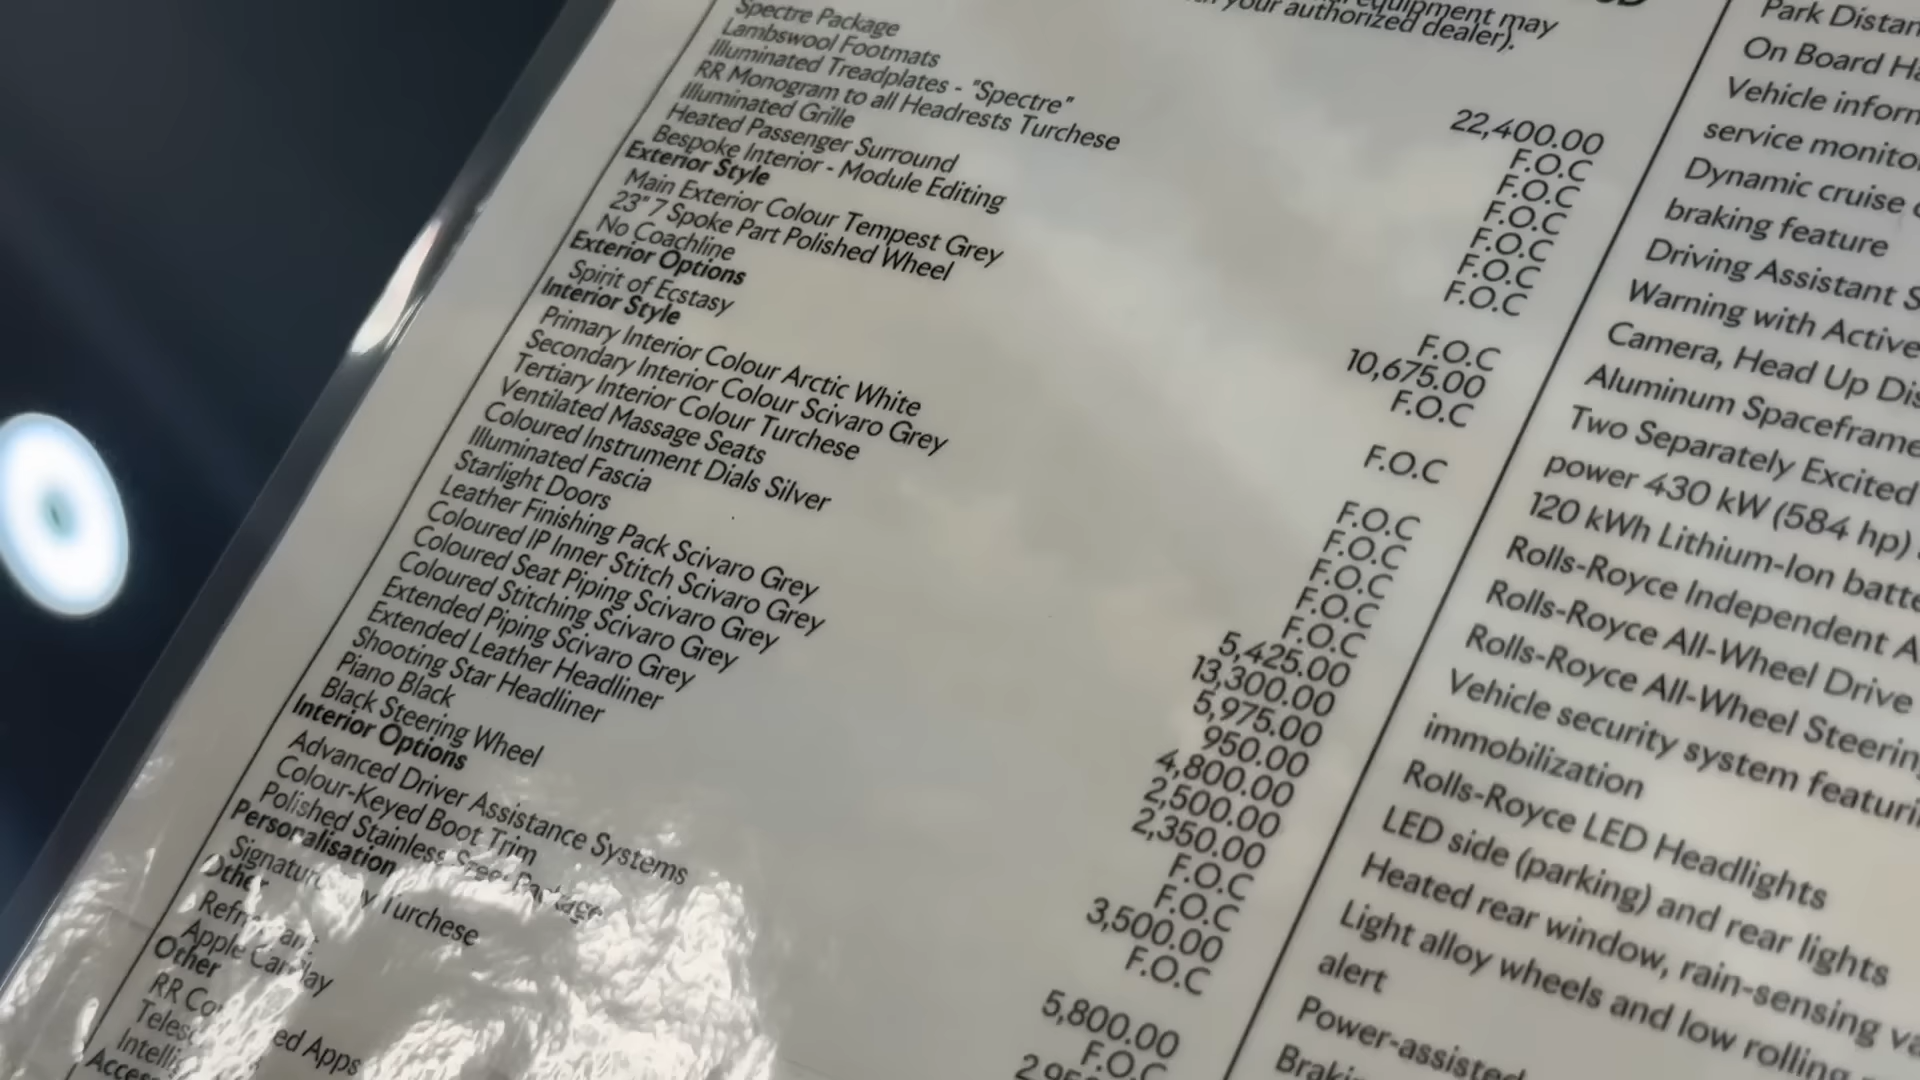 equipment may
your authorized dealer).
Spectre Package
Lambswool Footmats
Illuminated Treadplates - "Spectre"
RR Monogram to all Headrests Turchese
Illuminated Grille
Heated Passenger Surround
Bespoke Interior - Module Editing
Exterior Style
Main Exterior Colour Tempest Grey
23" 7 Spoke Part Polished Wheel
No Coachline
Exterior Options
Spirit of Ecstasy
Interior Style
Primary Interior Colour Arctic White
Secondary Interior Colour Scivaro Grey
Tertiary Interior Colour Turchese
Ventilated Massage Seats
Coloured Instrument Dials Silver
Illuminated Fascia
Starlight Doors
Leather Finishing Pack Scivaro Grey
Coloured IP Inner Stitch Scivaro Grey
Coloured Seat Piping Scivaro Grey
Coloured Stitching Scivaro Grey
Extended Piping Scivaro Grey
Extended Leather Headliner
Shooting Star Headliner
Piano Black
Black Steering Wheel
Interior Options
Advanced Driver Assistance Systems
Colour-Keyed Boot Trim
Polished Stainless Steel Package
Personalisation
Turchese
Other
Apple CarPlay
Other
RR
Apps
22,400.00
F.O.C
F.O.C
F.O.C
F.O.C
F.O.C
F.O.C
F.O.C
10,675.00
F.O.C
F.O.C
F.O.C
F.O.C
F.O.C
F.O.C
F.O.C
5,425.00
13,300.00
5,975.00
950.00
4,800.00
2,500.00
2,350.00
F.O.C
F.O.C
3,500.00
F.O.C
5,800.00
F.O.C
Park
On Board
Vehicle
service
Dynamic cruise
braking feature
Driving Assistant
Warning with Active
Camera, Head Up
Aluminum Spaceframe
Two Separately Excited
power 430 kW (584 hp)
120 kWh Lithium-Ion
Rolls-Royce Independent
Rolls-Royce All-Wheel Drive
Rolls-Royce All-Wheel
Vehicle security system
immobilization
Rolls-Royce LED Headlights
LED side (parking) and rear lights
Heated rear window, rain-sensing
Light alloy wheels and low rolling
alert
Power-assisted